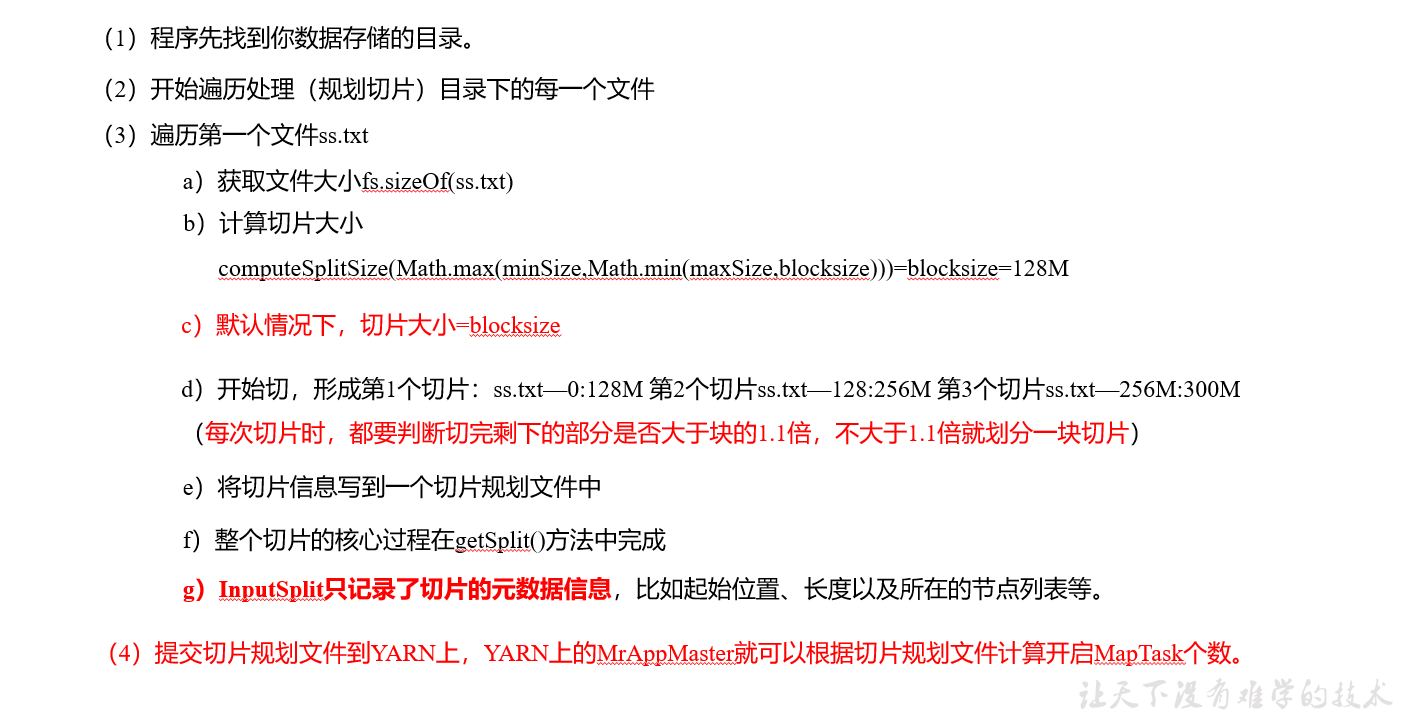 （1）程序先找到你数据存储的目录。
（2）开始遍历处理（规划切片）目录下的每一个文件
（3）遍历第一个文件ss.txt
a）获取文件大小fs.sizeOf(ss.txt)
b）计算切片大小
computeSplitSize(Math.max(minSize,Math.min(maxSize,blocksize)))=blocksize=128M
c）默认情况下，切片大小=blocksize
d）开始切，形成第1个切片：ss.txt—0:128M 第2个切片ss.txt—128:256M 第3个切片ss.txt—256M:300M
（每次切片时，都要判断切完剩下的部分是否大于块的1.1倍，不大于1.1倍就划分一块切片）
e）将切片信息写到一个切片规划文件中
f）整个切片的核心过程在getSplit()方法中完成
g）InputSplit只记录了切片的元数据信息，比如起始位置、长度以及所在的节点列表等。
（4）提交切片规划文件到YARN上，YARN上的MrAppMaster就可以根据切片规划文件计算开启MapTask个数。
让天下没有难学的技术